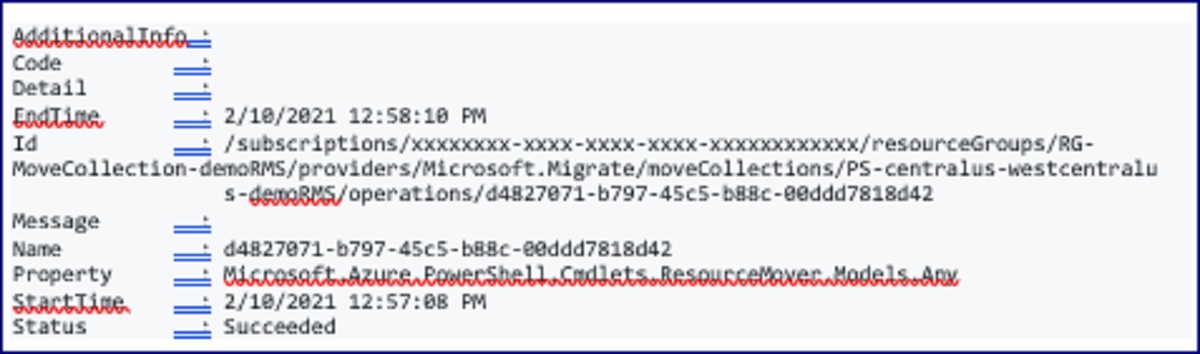 AdditionalInfo :
Code :
Detail :
EndTime : 2/10/2021 12:58:10 PM
Id : /subscriptions/xxxxxxxx-xxxx-xxxx-xxxx-xxxxxxxxxxxx/resourceGroups/RG-
MoveCollection-demoRMS/providers/Microsoft.Migrate/moveCollections/PS-centralus-westcentralu
s-demoRMS/operations/d4827071-b797-45c5-b88c-00ddd7818d42
Message :
Name : d4827071-b797-45c5-b88c-00ddd7818d42
Property : Microsoft.Azure.PowerShell.Cmdlets.ResourceMover.Models.Any
StartTime : 2/10/2021 12:57:08 PM
Status : Succeeded